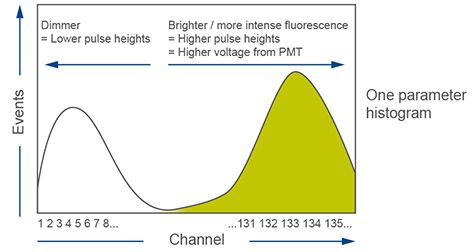 Dimmer
= Lower pulse heights
Brighter / more intense fluorescence
= Higher pulse heights
= Higher voltage from PMT
One parameter
histogram
Events
1 2 3 4 5 6 7 8... ...131 132 133 134 135...
Channel